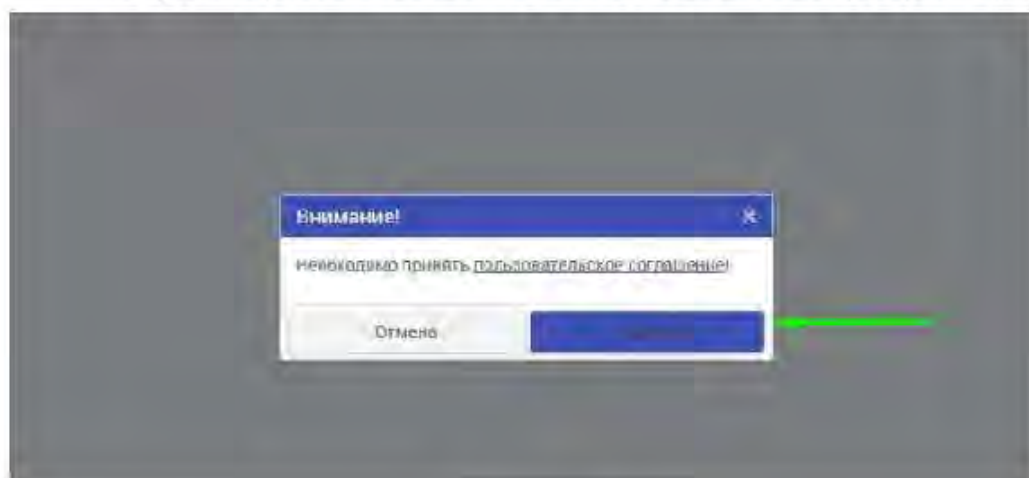 Внимание!
Необходимо принять пользовательское соглашение!
Отмена